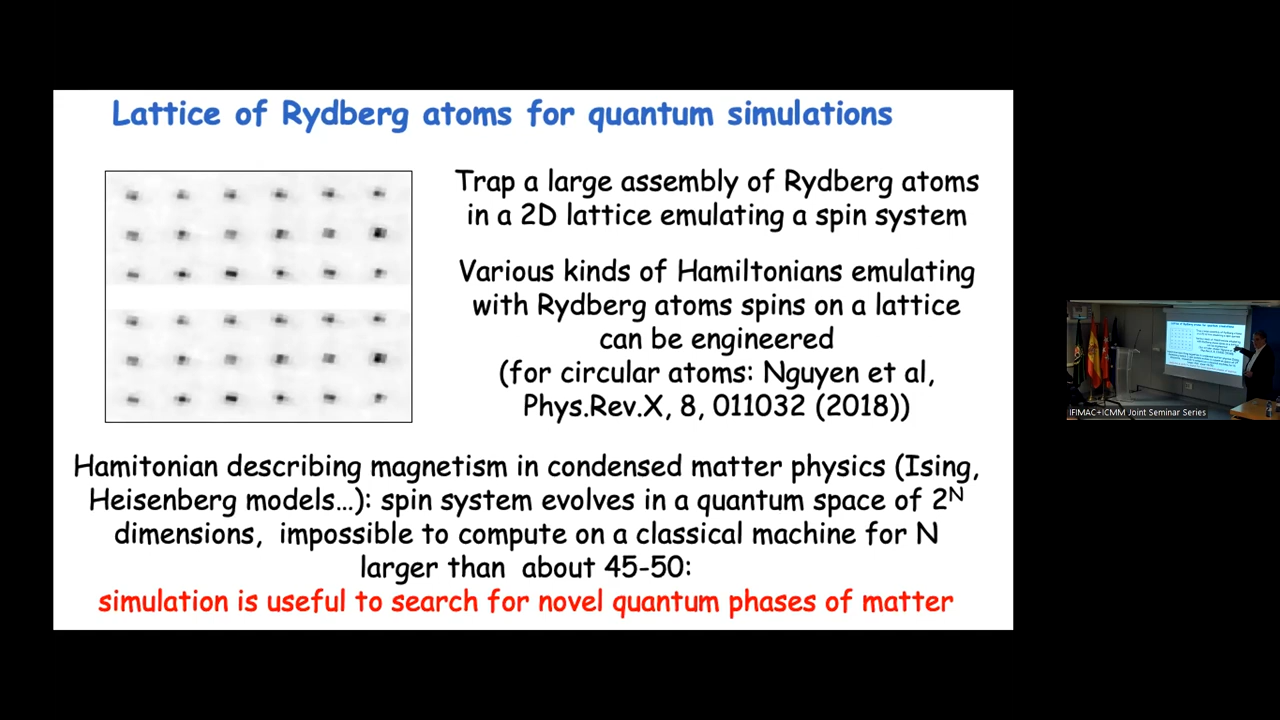 Lattice of Rydberg atoms for quantum simulations
Trap a large assembly of Rydberg atoms
in a 2D lattice emulating a spin system
Various kinds of Hamiltonians emulating
with Rydberg atoms spins on a lattice
can be engineered
(for circular atoms: Nguyen et al,
Phys.Rev.X, 8, 011032 (2018))
Hamitonian describing magnetism in condensed matter physics (Ising,
Heisenberg models...): spin system evolves in a quantum space of 2ᴺ
dimensions, impossible to compute on a classical machine for N
larger than about 45-50:
simulation is useful to search for novel quantum phases of matter
IFIMAC+ICMM Joint Seminar Series